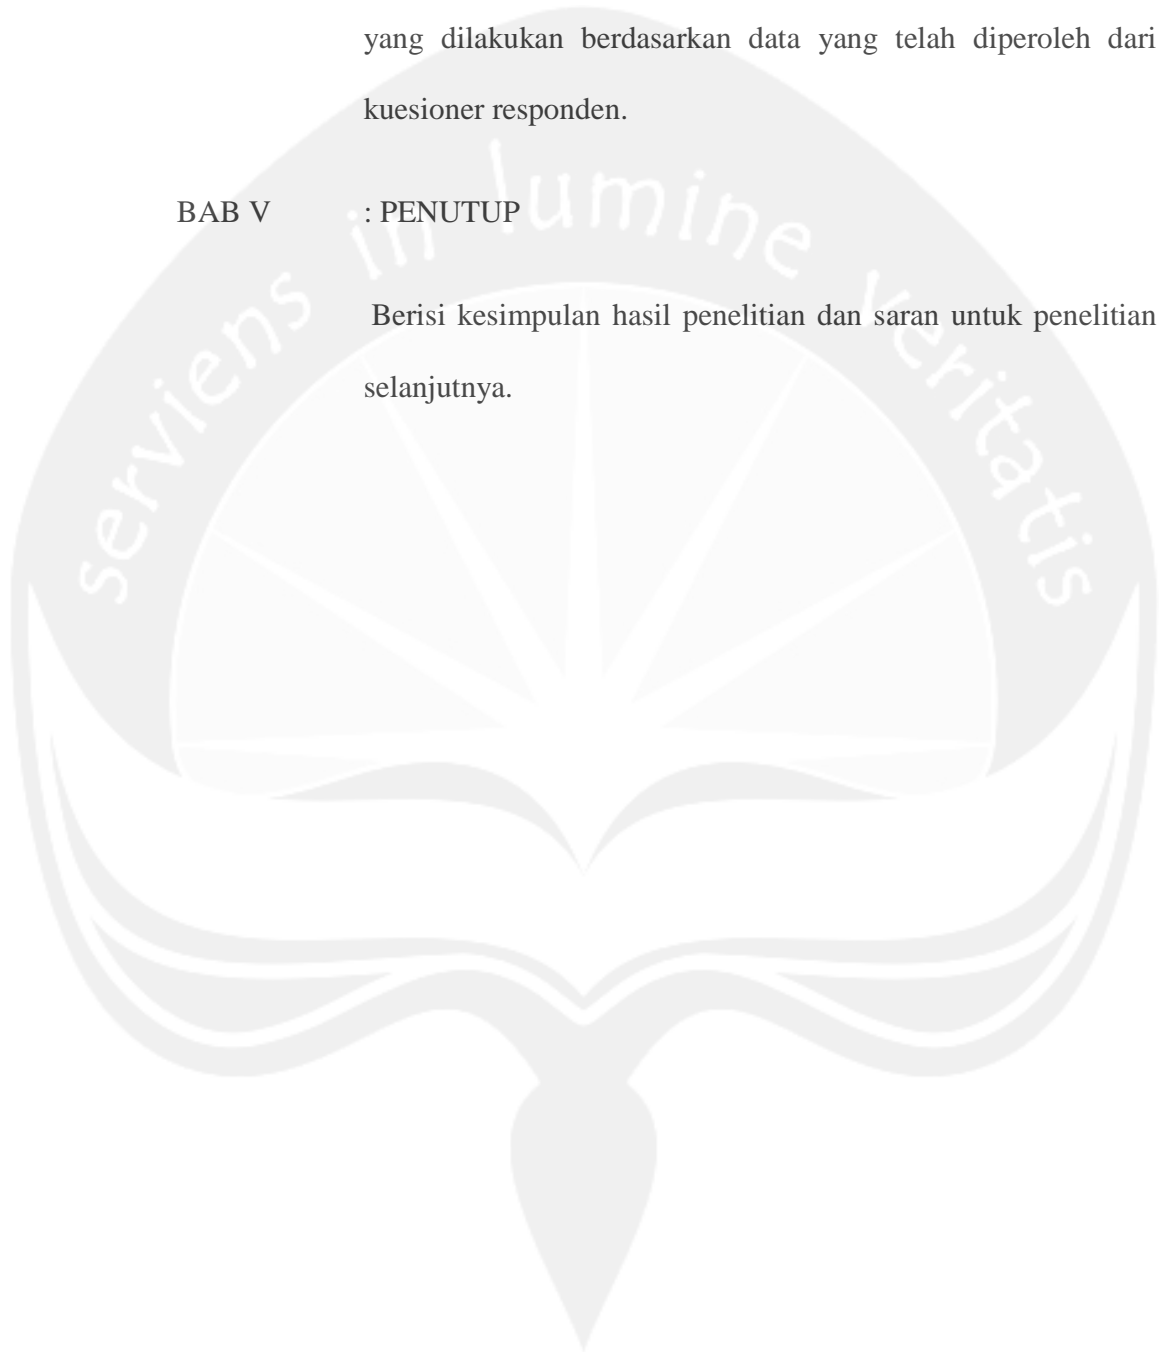 yang dilakukan berdasarkan data yang telah diperoleh dari
kuesioner responden.
BAB V : PENUTUP
Berisi kesimpulan hasil penelitian dan saran untuk penelitian
selanjutnya.
serviens in lumine veritatis